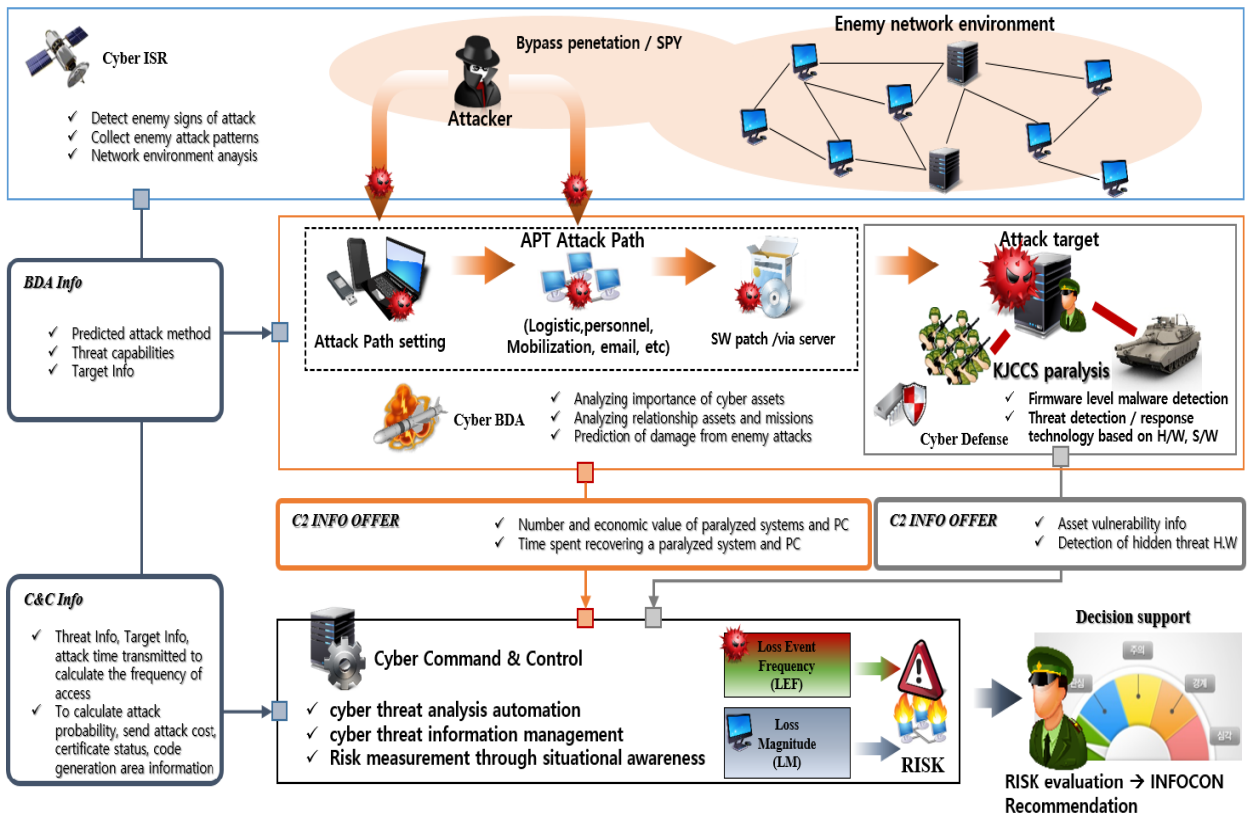 Cyber ISR
✓ Detect enemy signs of attack
✓ Collect enemy attack patterns
✓ Network environment anaysis
Bypass penetation / SPY
Attacker
Enemy network environment
BDA Info
✓ Predicted attack method
✓ Threat capabilities
✓ Target Info
APT Attack Path
Attack Path setting
(Logistic,personnel,
Mobilization, email, etc)
SW patch /via server
Cyber BDA
✓ Analyzing importance of cyber assets
✓ Analyzing relationship assets and missions
✓ Prediction of damage from enemy attacks
Attack target
KJCCS paralysis
✓ Firmware level malware detection
✓ Threat detection / response
technology based on H/W, S/W
Cyber Defense
C2 INFO OFFER
✓ Number and economic value of paralyzed systems and PC
✓ Time spent recovering a paralyzed system and PC
C2 INFO OFFER
✓ Asset vulnerability info
✓ Detection of hidden threat H.W
C&C Info
✓ Threat Info, Target Info,
attack time transmitted to
calculate the frequency of
access
✓ To calculate attack
probability, send attack cost,
certificate status, code
generation area information
Cyber Command & Control
✓ cyber threat analysis automation
✓ cyber threat information management
✓ Risk measurement through situational awareness
Loss Event
Frequency
(LEF)
Loss
Magnitude
(LM)
RISK
Decision support
관심
주의
경계
심각
RISK evaluation → INFOCON
Recommendation